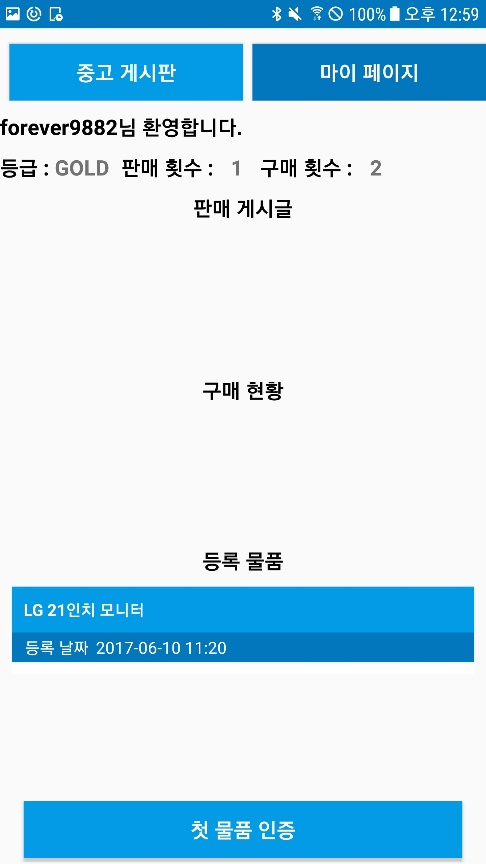 100% 오후 12:59
중고 게시판 마이 페이지
forever9882님 환영합니다.
등급 : GOLD 판매 횟수 : 1 구매 횟수 : 2
판매 게시글
구매 현황
등록 물품
LG 21인치 모니터
등록 날짜 2017-06-10 11:20
첫 물품 인증